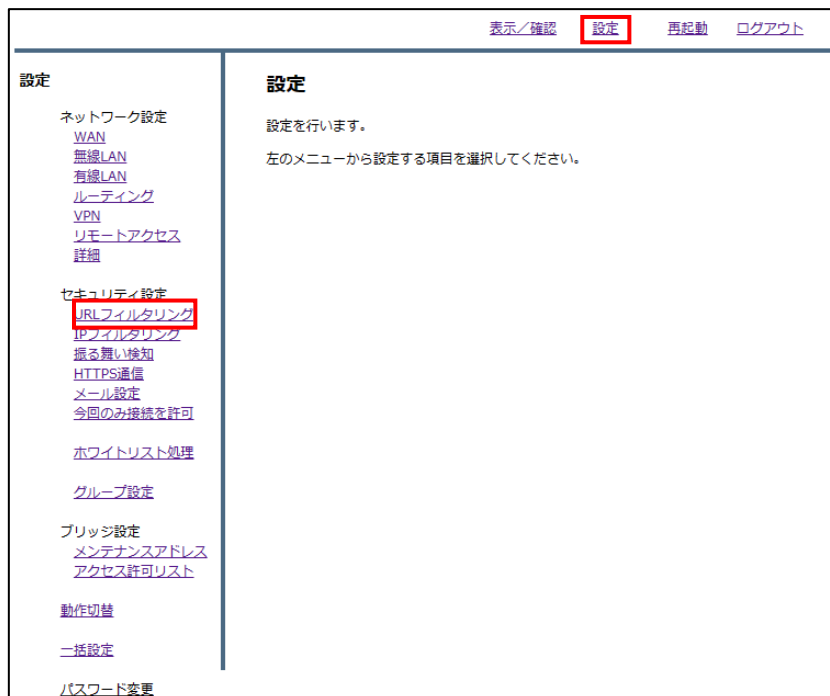 表示／確認 設定 再起動 ログアウト
設定
ネットワーク設定
WAN
無線LAN
有線LAN
ルーティング
VPN
リモートアクセス
詳細
セキュリティ設定
URLフィルタリング
IPフィルタリング
振る舞い検知
HTTPS通信
メール設定
今回のみ接続を許可
ホワイトリスト処理
グループ設定
ブリッジ設定
メンテナンスアドレス
アクセス許可リスト
動作切替
一括設定
パスワード変更
設定
設定を行います。
左のメニューから設定する項目を選択してください。